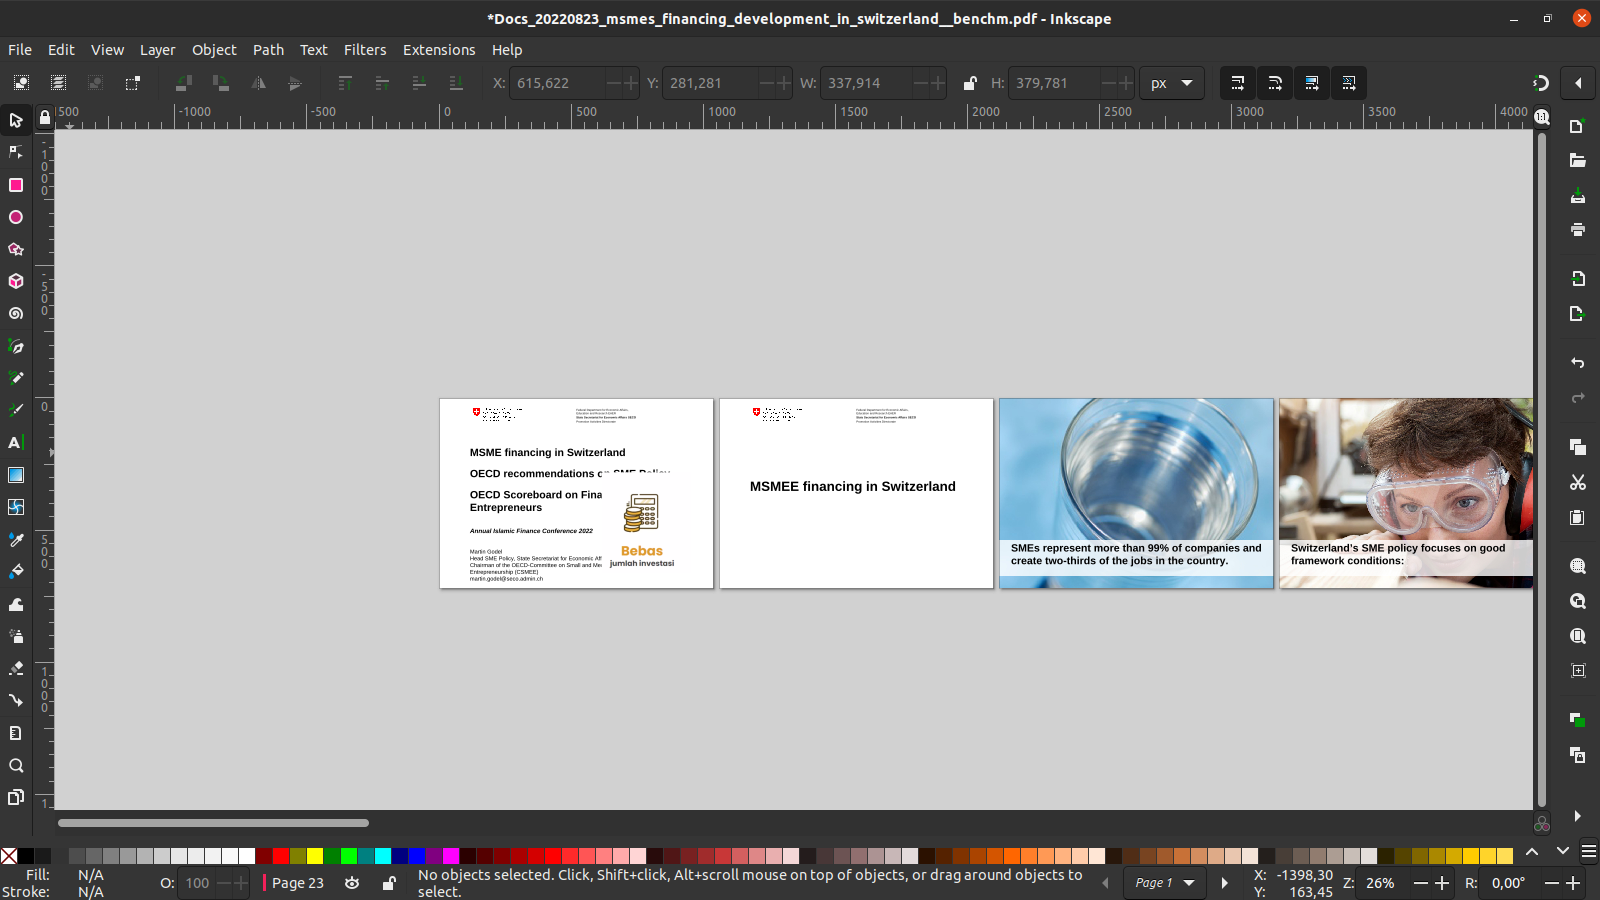 *Docs_20220823_msmes_financing_development_in_switzerland__benchm.pdf - Inkscape
File Edit View Layer Object Path Text Filters Extensions Help
X: 615,622 Y: 281,281 W: 337,914 H: 379,781 px
-1000 -500 0 500 1000 1500 2000 2500 3000 3500 4000
MSME financing in Switzerland
OECD recommendations on SME Policy
OECD Scoreboard on Fina
Entrepreneurs
Annual Islamic Finance Conference 2022
Martin Godel
Head SME Policy, State Secretariat for Economic Aff
Chairman of the OECD-Committee on Small and Me
Entrepreneurship (CSMEE)
martin.godel@seco.admin.ch
Bebas
jumlah investasi
MSMEE financing in Switzerland
SMEs represent more than 99% of companies and
create two-thirds of the jobs in the country.
Switzerland's SME policy focuses on good
framework conditions:
Fill: N/A
Stroke: N/A
O: 100
Page 23
No objects selected. Click, Shift+click, Alt+scroll mouse on top of objects, or drag around objects to
select.
Page 1
X: -1398,30
Y: 163,45
Z: 26%
R: 0,00°